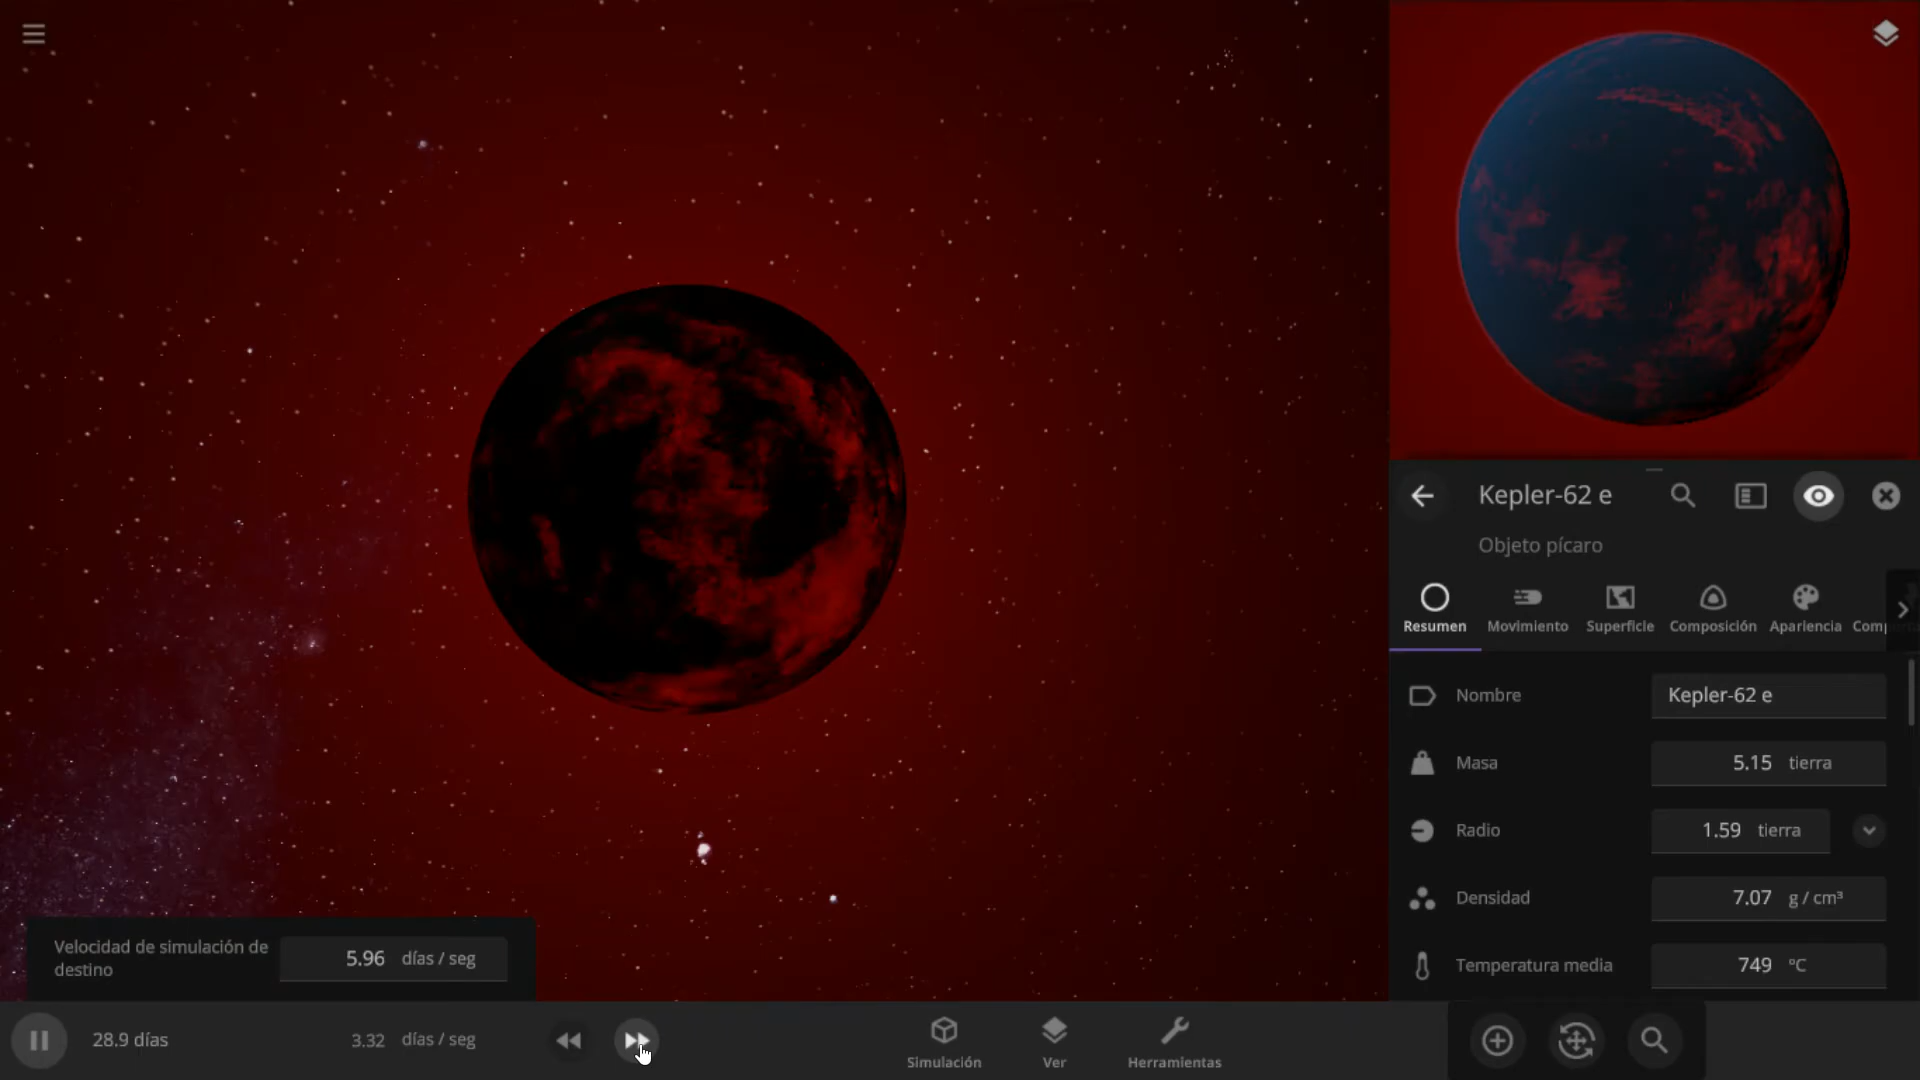 Kepler-62 e
Objeto pícaro
Resumen Movimiento Superficie Composición Apariencia
Nombre Kepler-62 e
Masa 5.15 tierra
Radio 1.59 tierra
Densidad 7.07 g / cm³
Temperatura media 749 °C
Velocidad de simulación de
destino 5.96 días / seg
28.9 días 3.32 días / seg
Simulación Ver Herramientas